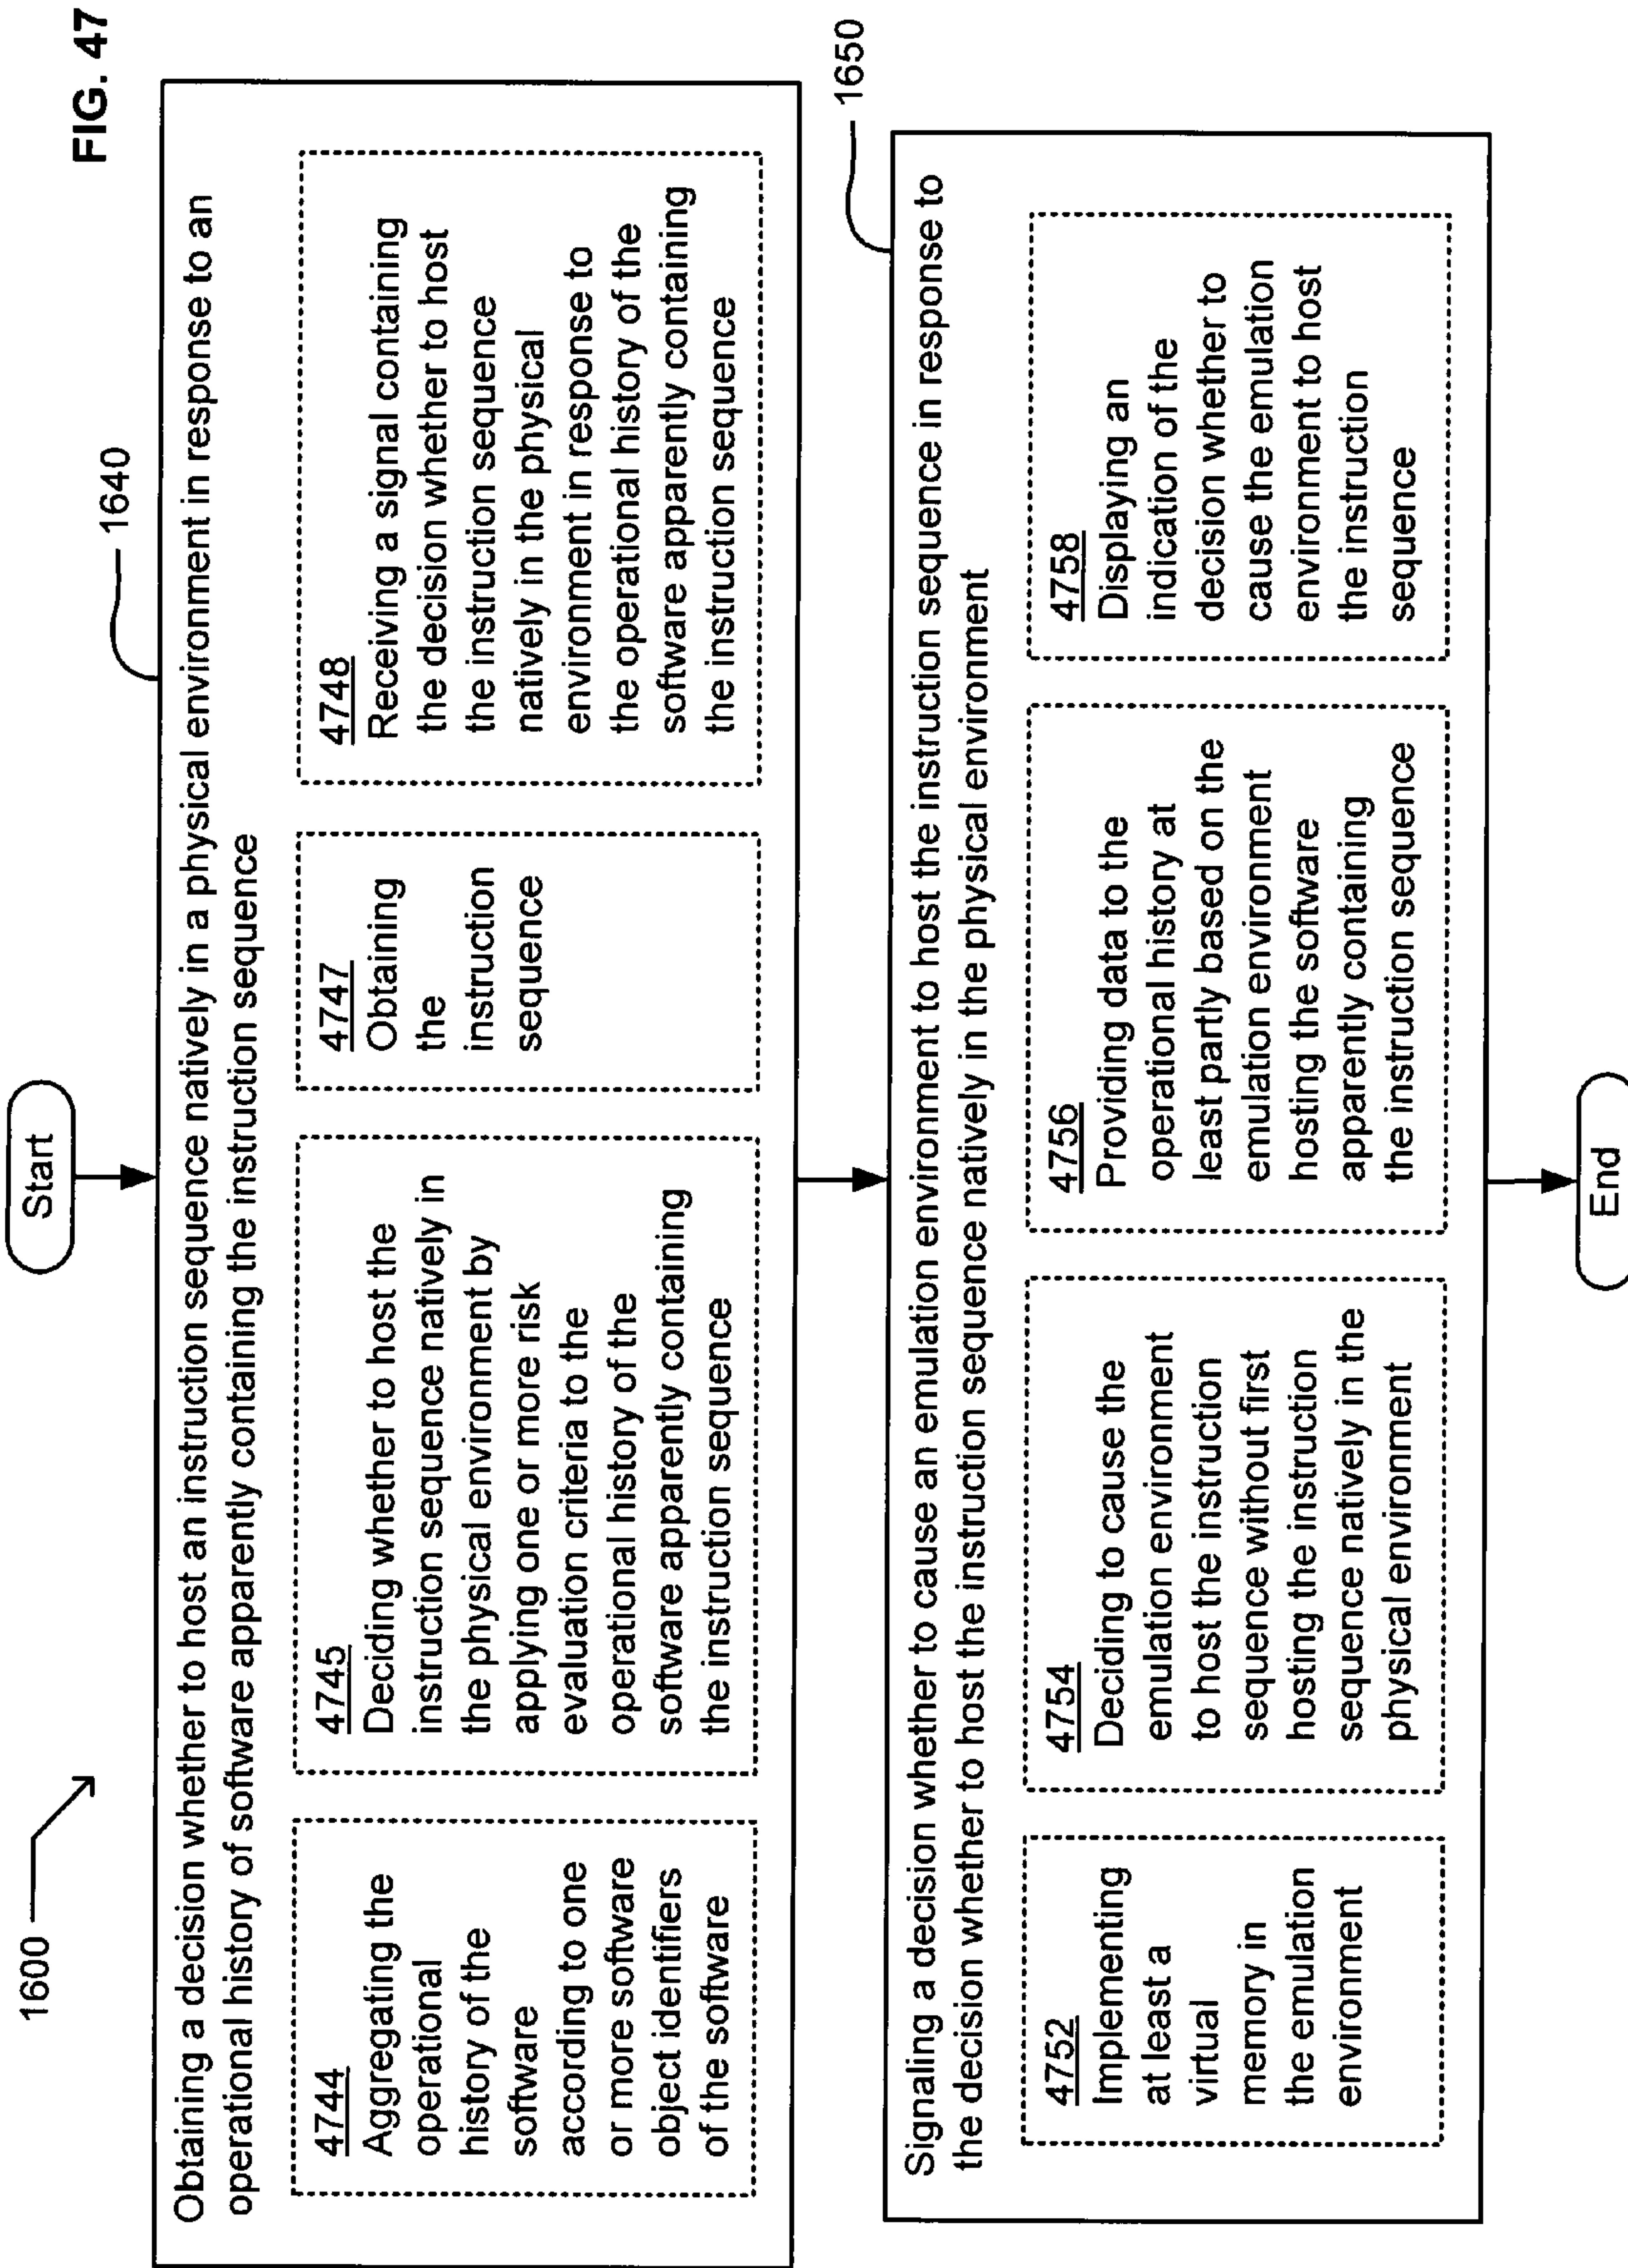 FIG. 47
1600
Start
1640
Obtaining a decision whether to host an instruction sequence natively in a physical environment in response to an
operational history of software apparently containing the instruction sequence
4744
Aggregating the
operational
history of the
software
according to one
or more software
object identifiers
of the software
4745
Deciding whether to host the
instruction sequence natively in
the physical environment by
applying one or more risk
evaluation criteria to the
operational history of the
software apparently containing
the instruction sequence
4747
Obtaining
the
instruction
sequence
4748
Receiving a signal containing
the decision whether to host
the instruction sequence
natively in the physical
environment in response to
the operational history of the
software apparently containing
the instruction sequence
1650
Signaling a decision whether to cause an emulation environment to host the instruction sequence in response to
the decision whether to host the instruction sequence natively in the physical environment
4752
Implementing
at least a
virtual
memory in
the emulation
environment
4754
Deciding to cause the
emulation environment
to host the instruction
sequence without first
hosting the instruction
sequence natively in the
physical environment
4756
Providing data to the
operational history at
least partly based on the
emulation environment
hosting the software
apparently containing
the instruction sequence
4758
Displaying an
indication of the
decision whether to
cause the emulation
environment to host
the instruction
sequence
End